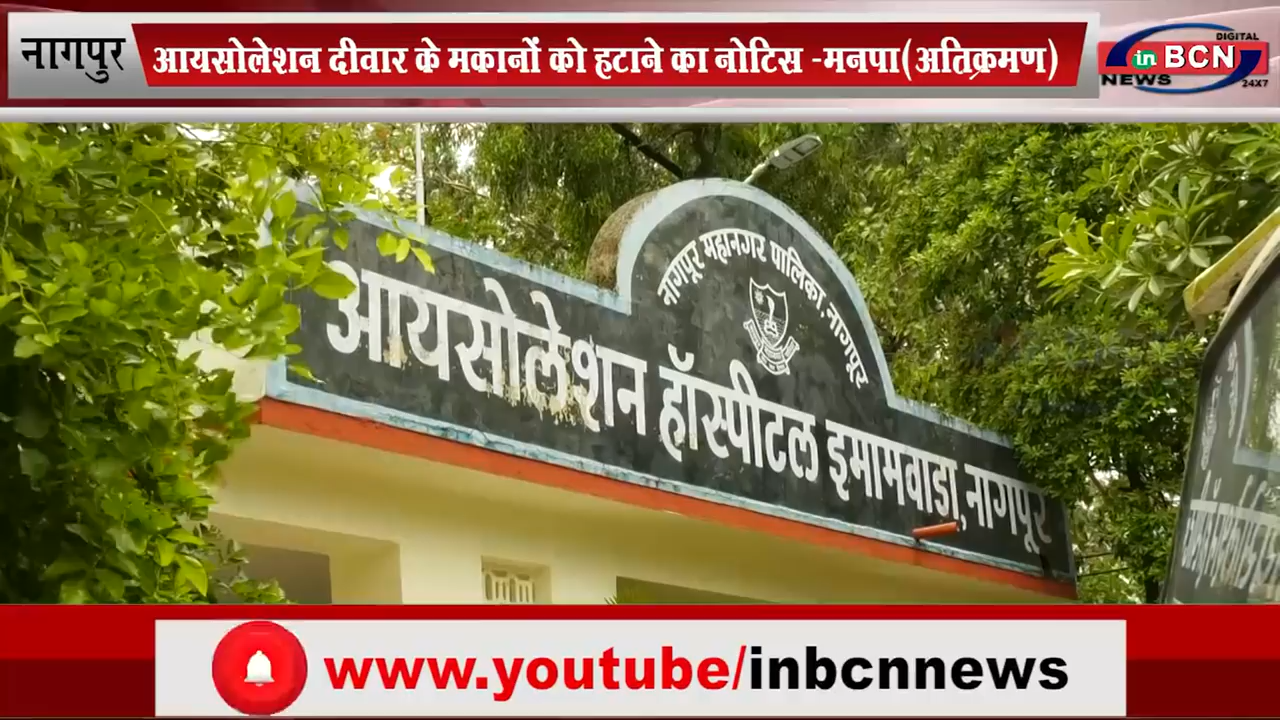 नागपुर
आयसोलेशन दीवार के मकानों को हटाने का नोटिस -मनपा(अतिक्रमण)
DIGITAL
in BCN
NEWS
24X7
नागपूर महानगर पालिका, नागपूर
आयसोलेशन हॉस्पीटल इमामवाडा, नागपूर
www.youtube/inbcnnews